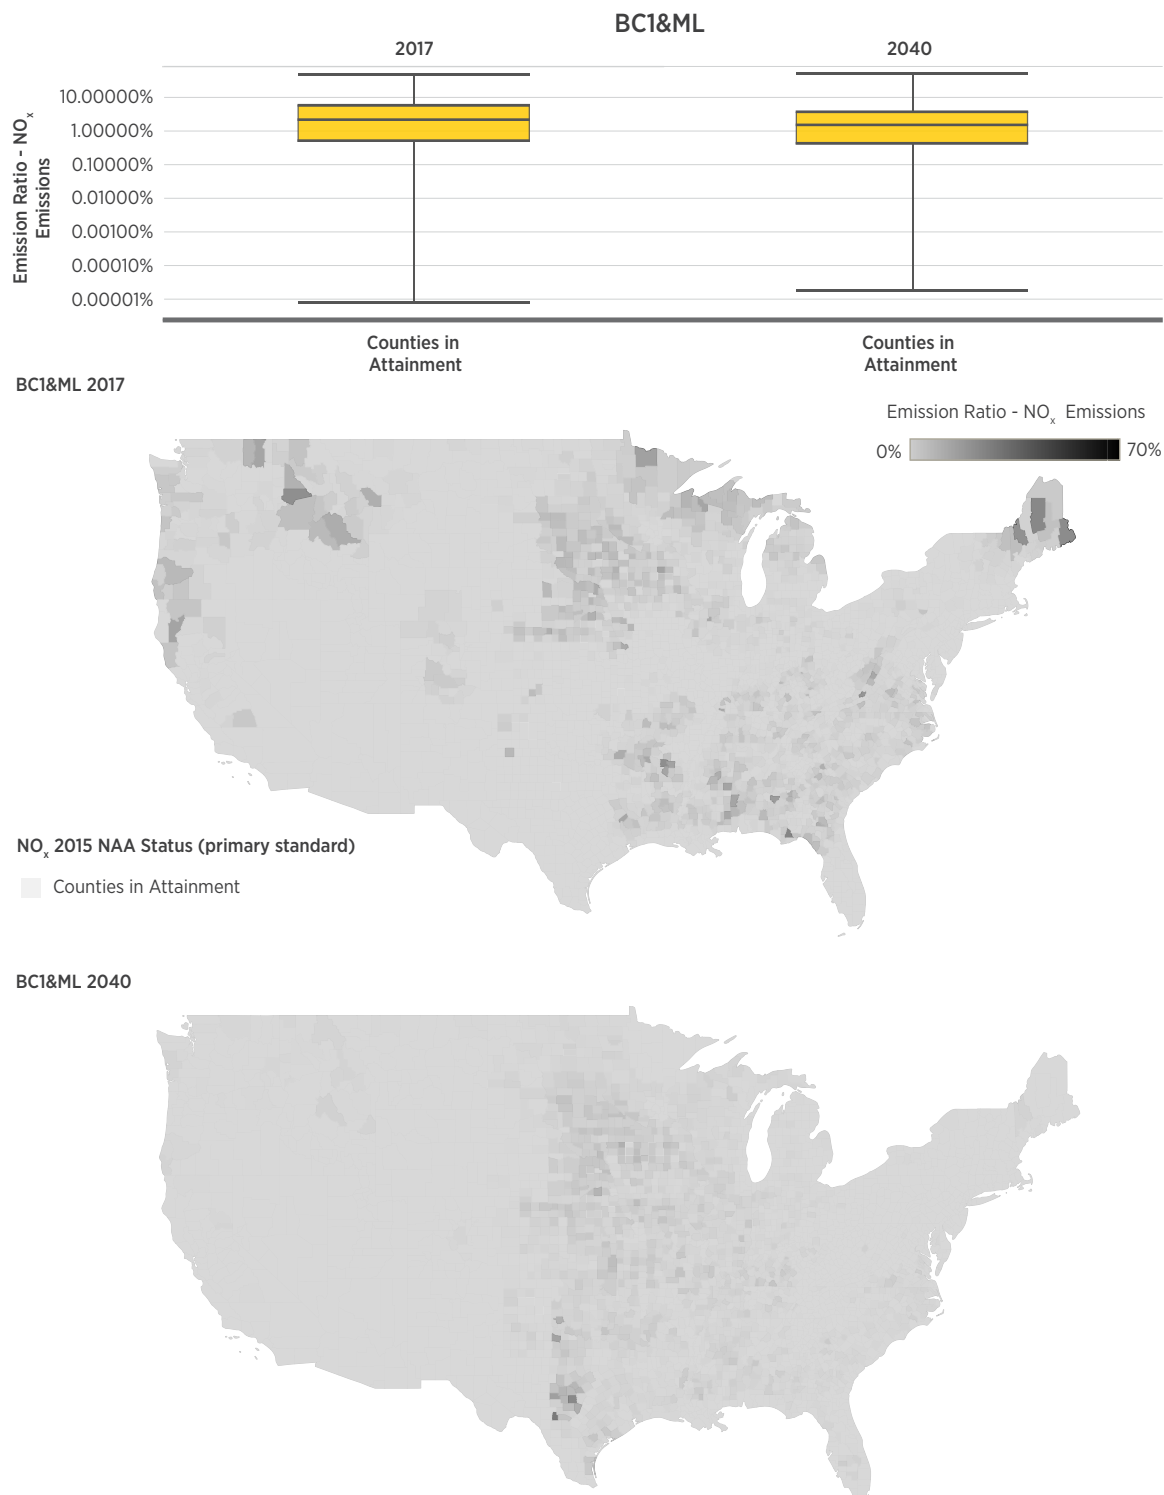 BC1&ML
2017
2040
Emission Ratio - NOx
Emissions
10.00000%
1.00000%
0.10000%
0.01000%
0.00100%
0.00010%
0.00001%
Counties in
Attainment
Counties in
Attainment
BC1&ML 2017
Emission Ratio - NOx Emissions
0%
70%
NOx 2015 NAA Status (primary standard)
Counties in Attainment
BC1&ML 2040